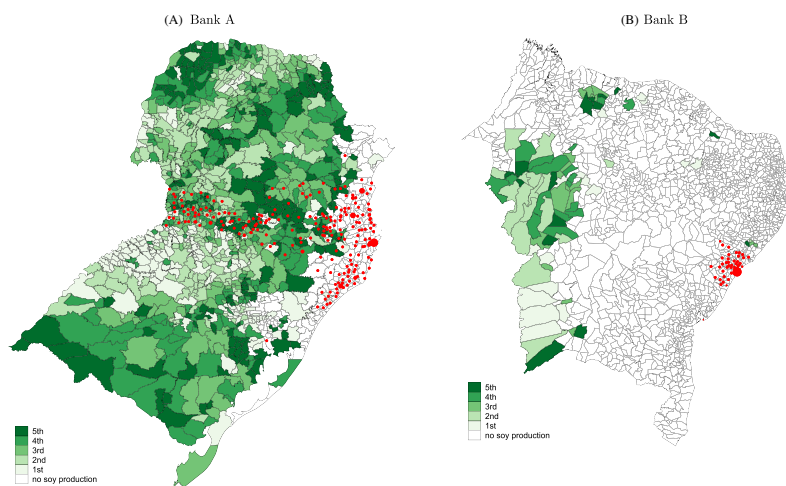 (A) Bank A
(B) Bank B
5th
4th
3rd
2nd
1st
no soy production
5th
4th
3rd
2nd
1st
no soy production